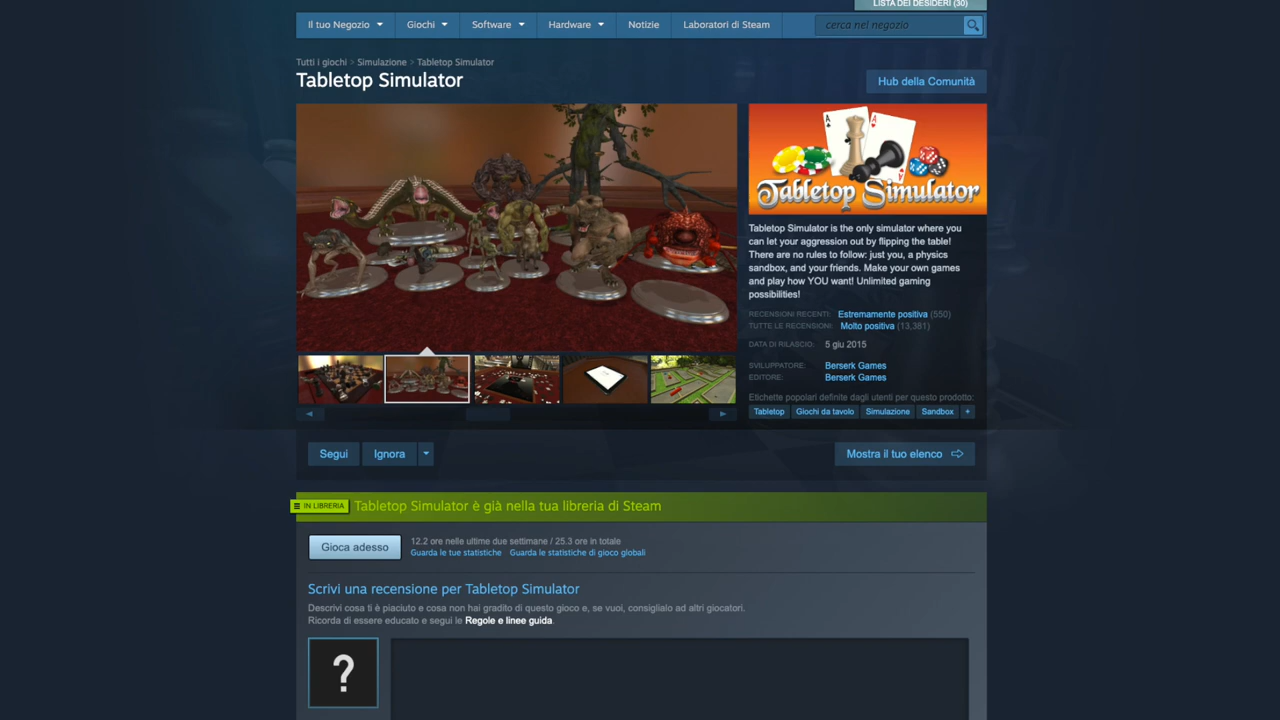 LISTA DEI DESIDERI (30)
Il tuo Negozio
Giochi
Software
Hardware
Notizie
Laboratori di Steam
cerca nel negozio
Tutti i giochi > Simulazione > Tabletop Simulator
Tabletop Simulator
Hub della Comunità
Tabletop Simulator
Tabletop Simulator is the only simulator where you
can let your aggression out by flipping the table!
There are no rules to follow: just you, a physics
sandbox, and your friends. Make your own games
and play how YOU want! Unlimited gaming
possibilities!
RECENSIONI RECENTI: Estremamente positiva (550)
TUTTE LE RECENSIONI: Molto positiva (13,381)
DATA DI RILASCIO: 5 giu 2015
SVILUPPATORE: Berserk Games
EDITORE: Berserk Games
Etichette popolari definite dagli utenti per questo prodotto:
Tabletop Giochi da tavolo Simulazione Sandbox +
Segui
Ignora
Mostra il tuo elenco
IN LIBRERIA
Tabletop Simulator è già nella tua libreria di Steam
Gioca adesso
12.2 ore nelle ultime due settimane / 25.3 ore in totale
Guarda le tue statistiche Guarda le statistiche di gioco globali
Scrivi una recensione per Tabletop Simulator
Descrivi cosa ti è piaciuto e cosa non hai gradito di questo gioco e, se vuoi, consiglialo ad altri giocatori.
Ricorda di essere educato e segui le Regole e linee guida.
?